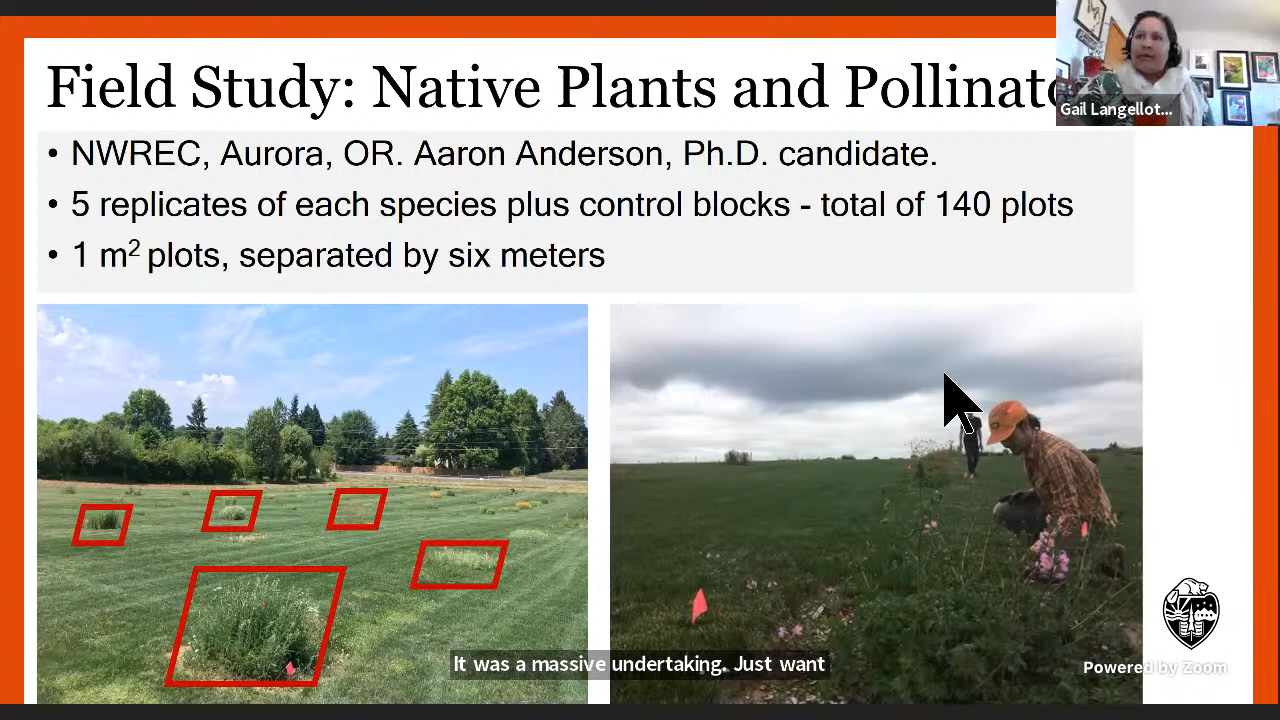 Field Study: Native Plants and Pollinato
Gail Langellot...
• NWREC, Aurora, OR. Aaron Anderson, Ph.D. candidate.
• 5 replicates of each species plus control blocks - total of 140 plots
• 1 m² plots, separated by six meters
It was a massive undertaking. Just want
Powered by Zoom